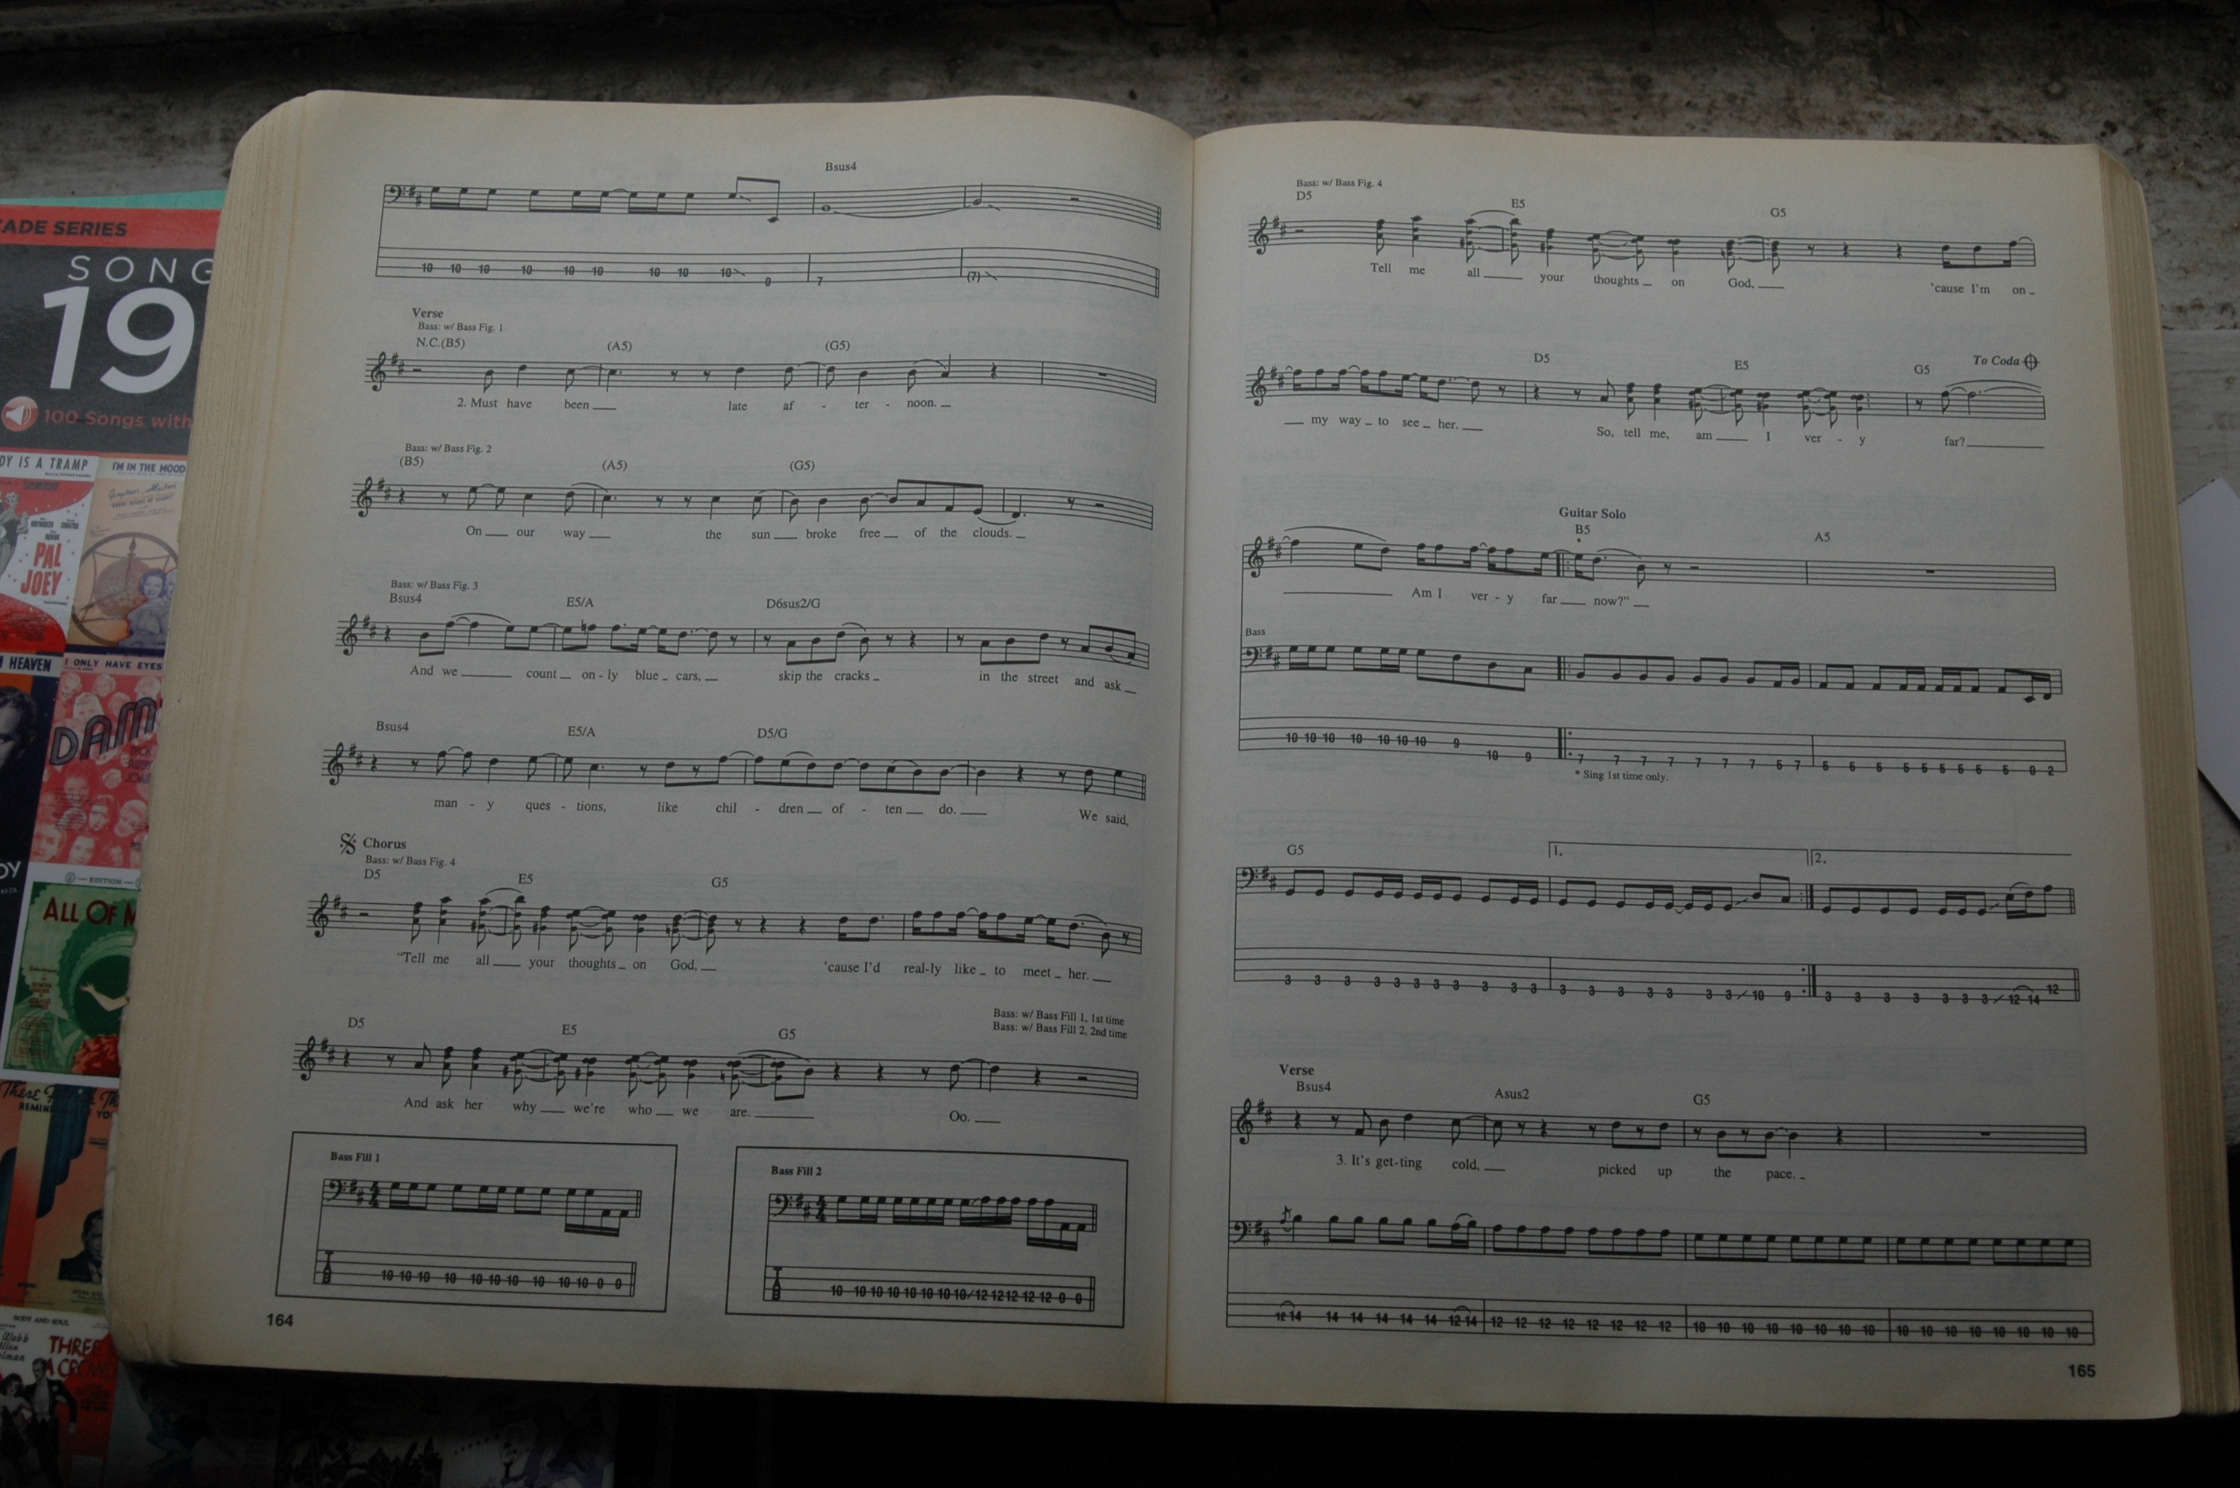 Bsus4
10 10 10 10 10 10 10 10 10 0 7 (7)
Verse
Bass: w/ Bass Fig. 1
N.C.(B5) (A5) (G5)
2. Must have been late af - ter - noon.
Bass: w/ Bass Fig. 2
(B5) (A5) (G5)
On our way the sun broke free of the clouds.
Bass: w/ Bass Fig. 3
Bsus4 E5/A D6sus2/G
And we count on - ly blue cars, skip the cracks in the street and ask
Bsus4 E5/A D5/G
man - y ques - tions, like chil - dren of - ten do. We said,
Chorus
Bass: w/ Bass Fig. 4
D5 E5 G5
"Tell me all your thoughts on God, 'cause I'd real-ly like to meet her.
Bass: w/ Bass Fill 1, 1st time
Bass: w/ Bass Fill 2, 2nd time
D5 E5 G5
And ask her why we're who we are. Oo.
Bass Fill 1
10 10 10 10 10 10 10 10 10 10 0 0
Bass Fill 2
10 10 10 10 10 10 10 10 12 12 12 12 12 0 0
164
Bass: w/ Bass Fig. 4
D5 E5 G5
Tell me all your thoughts on God, 'cause I'm on
D5 E5 G5 To Coda
my way to see her. So, tell me, am I ver - y far?
Guitar Solo
B5 A5
Am I ver - y far now?"
Bass
10 10 10 10 10 10 10 9 10 9 7 7 7 7 7 7 7 5 7 5 5 5 5 5 5 5 5 5 0 2
* Sing 1st time only.
G5 1. 2.
3 3 3 3 3 3 3 3 3 3 3 3 3 3 3 3 3 3 10 9 3 3 3 3 3 3 3 12 14 12
Verse
Bsus4 Asus2 G5
3. It's get-ting cold, picked up the pace.
12 14 14 14 14 14 14 12 14 12 12 12 12 12 12 12 12 10 10 10 10 10 10 10 10 10 10 10 10 10 10 10 10
165
ADE SERIES
SONG
19
100 Songs with
DY IS A TRAMP
I'M IN THE MOOD
PAL
JOEY
HEAVEN
I ONLY HAVE EYES
DAM
EDITION
ALL OF M
BODY AND SOUL
THREE
A CROWD